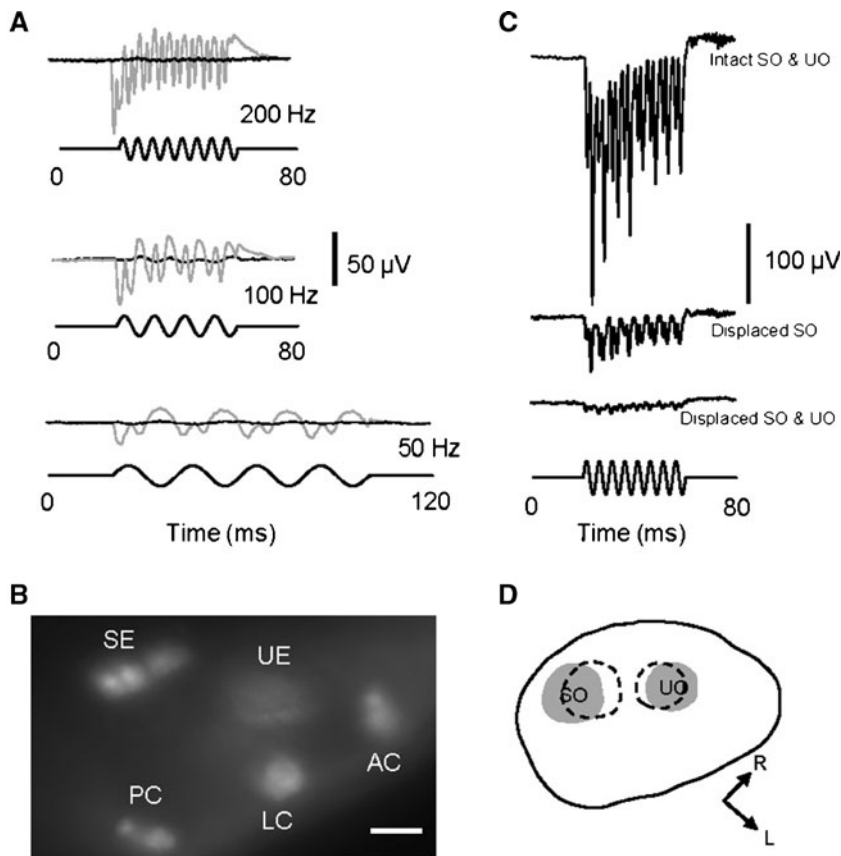 A
200 Hz
0 80
100 Hz
50 μV
0 80
50 Hz
0 120
Time (ms)
B
SE
UE
AC
PC
LC
C
Intact SO & UO
100 μV
Displaced SO
Displaced SO & UO
0 80
Time (ms)
D
SO
UO
R
L